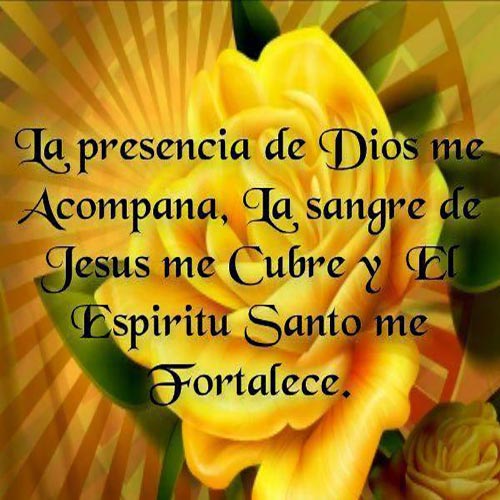 La presencia de Dios me
Acompana, La sangre de
Jesus me Cubre y El
Espiritu Santo me
Fortalece.